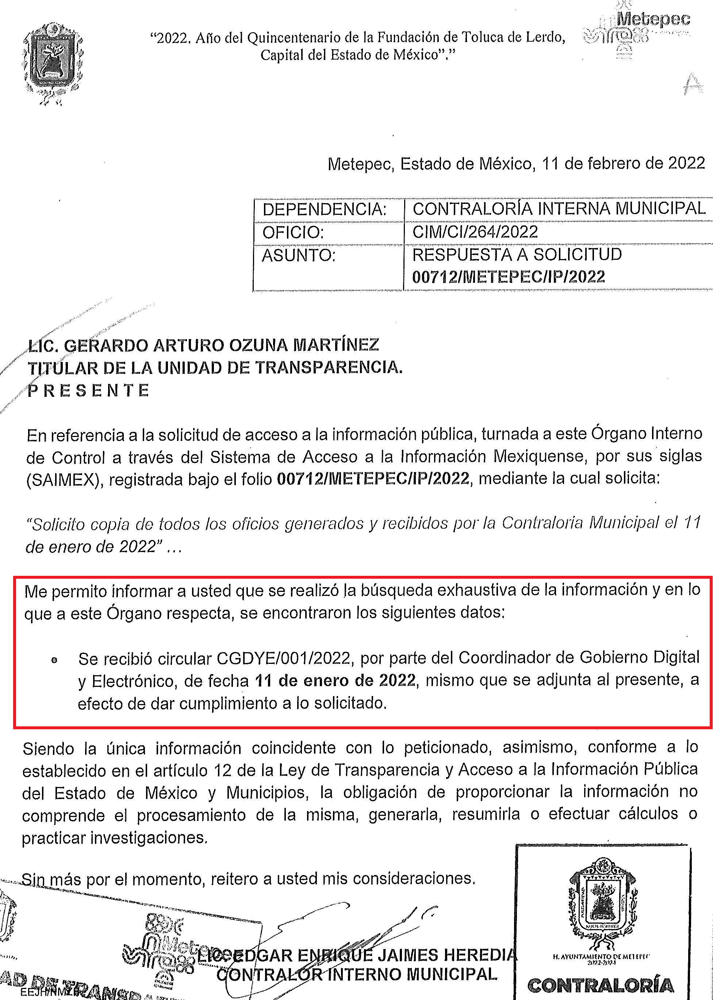 Metepec
“2022. Año del Quincentenario de la Fundación de Toluca de Lerdo,
Capital del Estado de México”.”
A
Metepec, Estado de México, 11 de febrero de 2022
DEPENDENCIA: CONTRALORÍA INTERNA MUNICIPAL
OFICIO: CIM/CI/264/2022
ASUNTO: RESPUESTA A SOLICITUD
00712/METEPEC/IP/2022
LIC. GERARDO ARTURO OZUNA MARTÍNEZ
TITULAR DE LA UNIDAD DE TRANSPARENCIA.
P R E S E N T E
En referencia a la solicitud de acceso a la información pública, turnada a este Órgano Interno
de Control a través del Sistema de Acceso a la Información Mexiquense, por sus siglas
(SAIMEX), registrada bajo el folio 00712/METEPEC/IP/2022, mediante la cual solicita:
“Solicito copia de todos los oficios generados y recibidos por la Contraloria Municipal el 11
de enero de 2022” ...
Me permito informar a usted que se realizó la búsqueda exhaustiva de la información y en lo
que a este Órgano respecta, se encontraron los siguientes datos:
• Se recibió circular CGDYE/001/2022, por parte del Coordinador de Gobierno Digital
y Electrónico, de fecha 11 de enero de 2022, mismo que se adjunta al presente, a
efecto de dar cumplimiento a lo solicitado.
Siendo la única información coincidente con lo peticionado, asimismo, conforme a lo
establecido en el artículo 12 de la Ley de Transparencia y Acceso a la Información Pública
del Estado de México y Municipios, la obligación de proporcionar la información no
comprende el procesamiento de la misma, generarla, resumirla o efectuar cálculos o
practicar investigaciones.
Sin más por el momento, reitero a usted mis consideraciones.
Metepec
EDGAR ENRIQUE JAIMES HEREDIA
CONTRALOR INTERNO MUNICIPAL
H. AYUNTAMIENTO DE METEPEC
2022-2024
CONTRALORÍA
AD DE TRANSPA